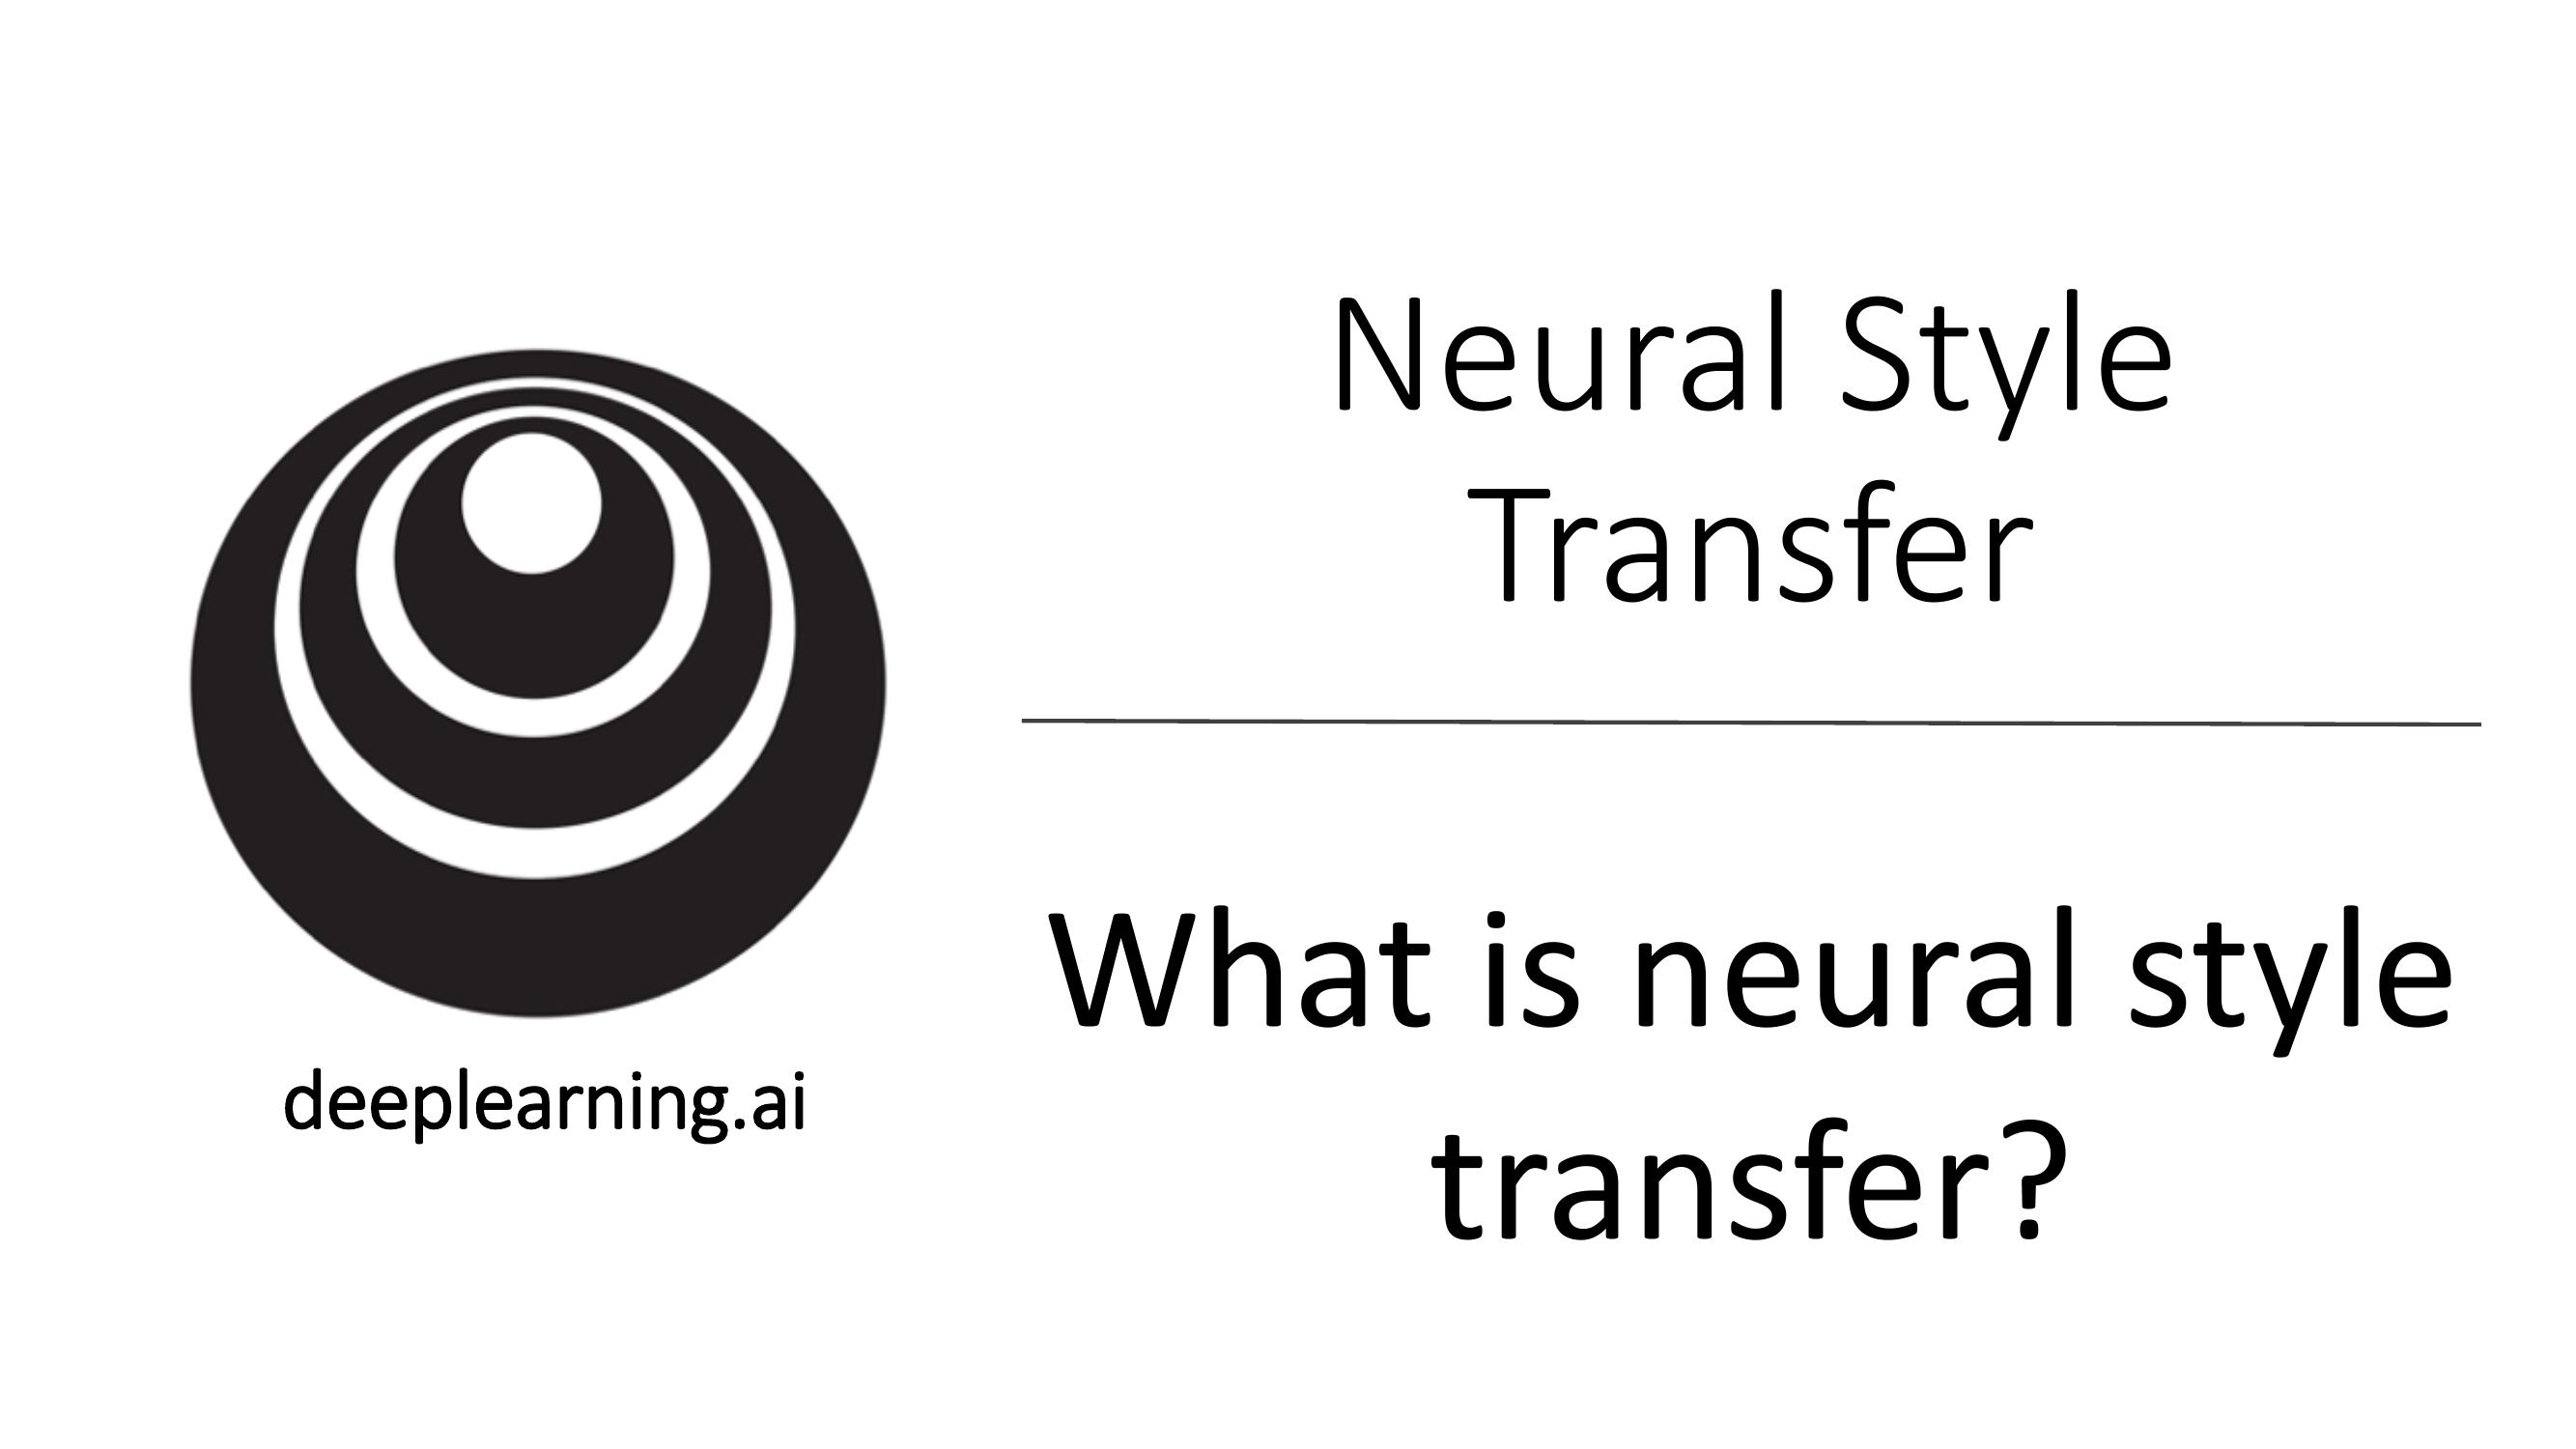 Neural Style
Transfer
What is neural style
transfer?
deeplearning.ai